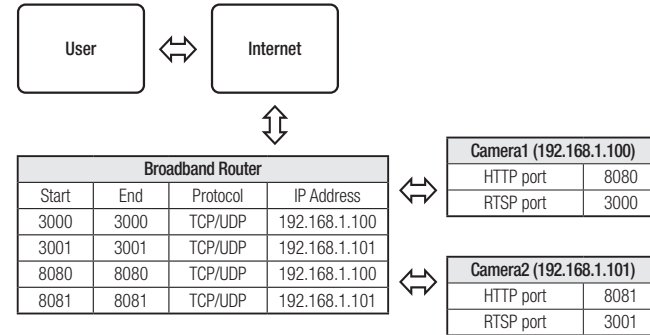 User
Internet
Broadband Router
Start End Protocol IP Address
3000 3000 TCP/UDP 192.168.1.100
3001 3001 TCP/UDP 192.168.1.101
8080 8080 TCP/UDP 192.168.1.100
8081 8081 TCP/UDP 192.168.1.101
Camera1 (192.168.1.100)
HTTP port 8080
RTSP port 3000
Camera2 (192.168.1.101)
HTTP port 8081
RTSP port 3001